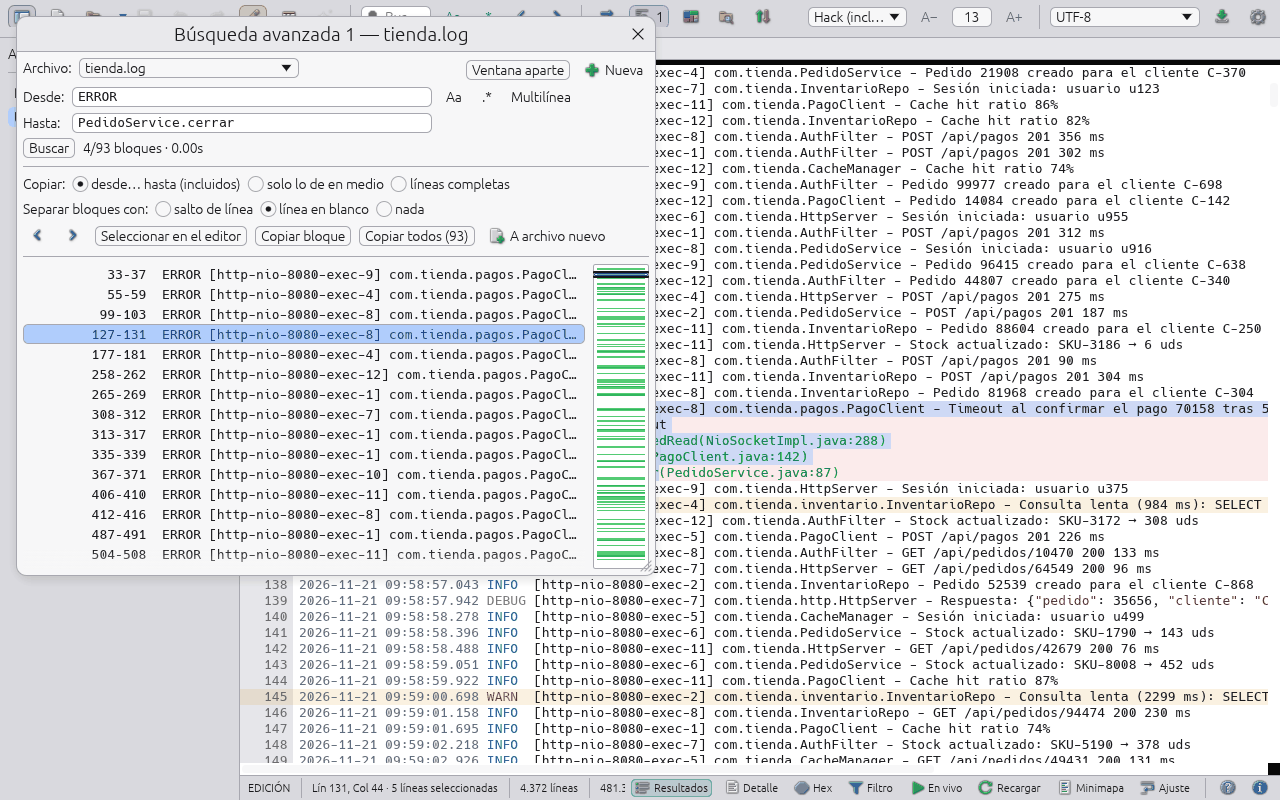 Hack (incl…
A−
13
A+
UTF-8
Búsqueda avanzada 1 — tienda.log
Archivo: tienda.log
Ventana aparte
Nueva
Desde: ERROR
Aa .* Multilínea
Hasta: PedidoService.cerrar
Buscar 4/93 bloques · 0.00s
Copiar: desde… hasta (incluidos) solo lo de en medio líneas completas
Separar bloques con: salto de línea línea en blanco nada
Seleccionar en el editor Copiar bloque Copiar todos (93) A archivo nuevo
33-37 ERROR [http-nio-8080-exec-9] com.tienda.pagos.PagoCl…
55-59 ERROR [http-nio-8080-exec-4] com.tienda.pagos.PagoCl…
99-103 ERROR [http-nio-8080-exec-8] com.tienda.pagos.PagoCl…
127-131 ERROR [http-nio-8080-exec-8] com.tienda.pagos.PagoCl…
177-181 ERROR [http-nio-8080-exec-4] com.tienda.pagos.PagoCl…
258-262 ERROR [http-nio-8080-exec-12] com.tienda.pagos.PagoC…
265-269 ERROR [http-nio-8080-exec-1] com.tienda.pagos.PagoCl…
308-312 ERROR [http-nio-8080-exec-7] com.tienda.pagos.PagoCl…
313-317 ERROR [http-nio-8080-exec-1] com.tienda.pagos.PagoCl…
335-339 ERROR [http-nio-8080-exec-1] com.tienda.pagos.PagoCl…
367-371 ERROR [http-nio-8080-exec-10] com.tienda.pagos.PagoC…
406-410 ERROR [http-nio-8080-exec-11] com.tienda.pagos.PagoC…
412-416 ERROR [http-nio-8080-exec-8] com.tienda.pagos.PagoCl…
487-491 ERROR [http-nio-8080-exec-1] com.tienda.pagos.PagoCl…
504-508 ERROR [http-nio-8080-exec-11] com.tienda.pagos.PagoC…
exec-4] com.tienda.PedidoService - Pedido 21908 creado para el cliente C-370
exec-7] com.tienda.InventarioRepo - Sesión iniciada: usuario u123
exec-11] com.tienda.PagoClient - Cache hit ratio 86%
exec-12] com.tienda.InventarioRepo - Cache hit ratio 82%
exec-8] com.tienda.AuthFilter - POST /api/pagos 201 356 ms
exec-1] com.tienda.AuthFilter - POST /api/pagos 201 302 ms
exec-12] com.tienda.CacheManager - Cache hit ratio 74%
exec-9] com.tienda.AuthFilter - Pedido 99977 creado para el cliente C-698
exec-12] com.tienda.PagoClient - Pedido 14084 creado para el cliente C-142
exec-6] com.tienda.HttpServer - Sesión iniciada: usuario u955
exec-1] com.tienda.AuthFilter - POST /api/pagos 201 312 ms
exec-8] com.tienda.PedidoService - Sesión iniciada: usuario u916
exec-9] com.tienda.PagoClient - Pedido 96415 creado para el cliente C-638
exec-12] com.tienda.AuthFilter - Pedido 44807 creado para el cliente C-340
exec-4] com.tienda.HttpServer - POST /api/pagos 201 275 ms
exec-2] com.tienda.PedidoService - POST /api/pagos 201 187 ms
exec-11] com.tienda.InventarioRepo - Pedido 88604 creado para el cliente C-250
exec-11] com.tienda.HttpServer - Stock actualizado: SKU-3186 → 6 uds
exec-1] com.tienda.AuthFilter - POST /api/pagos 201 90 ms
exec-11] com.tienda.InventarioRepo - POST /api/pagos 201 304 ms
exec-8] com.tienda.InventarioRepo - Pedido 81968 creado para el cliente C-304
exec-8] com.tienda.pagos.PagoClient - Timeout al confirmar el pago 70158 tras 5
ut
edRead(NioSocketImpl.java:288)
PagoClient.java:142)
(PedidoService.java:87)
exec-9] com.tienda.HttpServer - Sesión iniciada: usuario u375
exec-4] com.tienda.inventario.InventarioRepo - Consulta lenta (984 ms): SELECT
exec-12] com.tienda.AuthFilter - Stock actualizado: SKU-3172 → 308 uds
exec-5] com.tienda.PagoClient - POST /api/pagos 201 226 ms
exec-8] com.tienda.AuthFilter - GET /api/pedidos/10470 200 133 ms
exec-7] com.tienda.HttpServer - GET /api/pedidos/64549 200 96 ms
138 2026-11-21 09:58:57.043 INFO [http-nio-8080-exec-2] com.tienda.InventarioRepo - Pedido 52539 creado para el cliente C-868
139 2026-11-21 09:58:57.942 DEBUG [http-nio-8080-exec-7] com.tienda.http.HttpServer - Respuesta: {"pedido": 35656, "cliente": "C
140 2026-11-21 09:58:58.278 INFO [http-nio-8080-exec-5] com.tienda.CacheManager - Sesión iniciada: usuario u499
141 2026-11-21 09:58:58.396 INFO [http-nio-8080-exec-6] com.tienda.PedidoService - Stock actualizado: SKU-1790 → 143 uds
142 2026-11-21 09:58:58.488 INFO [http-nio-8080-exec-11] com.tienda.HttpServer - GET /api/pedidos/42679 200 76 ms
143 2026-11-21 09:58:59.051 INFO [http-nio-8080-exec-6] com.tienda.PedidoService - Stock actualizado: SKU-8008 → 452 uds
144 2026-11-21 09:58:59.922 INFO [http-nio-8080-exec-11] com.tienda.PagoClient - Cache hit ratio 87%
145 2026-11-21 09:59:00.698 WARN [http-nio-8080-exec-2] com.tienda.inventario.InventarioRepo - Consulta lenta (2299 ms): SELECT
146 2026-11-21 09:59:01.158 INFO [http-nio-8080-exec-8] com.tienda.InventarioRepo - GET /api/pedidos/94474 200 230 ms
147 2026-11-21 09:59:01.695 INFO [http-nio-8080-exec-1] com.tienda.PagoClient - Cache hit ratio 74%
148 2026-11-21 09:59:02.218 INFO [http-nio-8080-exec-7] com.tienda.AuthFilter - Stock actualizado: SKU-5190 → 378 uds
149 2026-11-21 09:59:02.926 INFO [http-nio-8080-exec-5] com.tienda.CacheManager - GET /api/pedidos/49431 200 131 ms
EDICIÓN Lín 131, Col 44 · 5 líneas seleccionadas 4.372 líneas 481.3 Resultados Detalle Hex Filtro En vivo Recargar Minimapa Ajuste